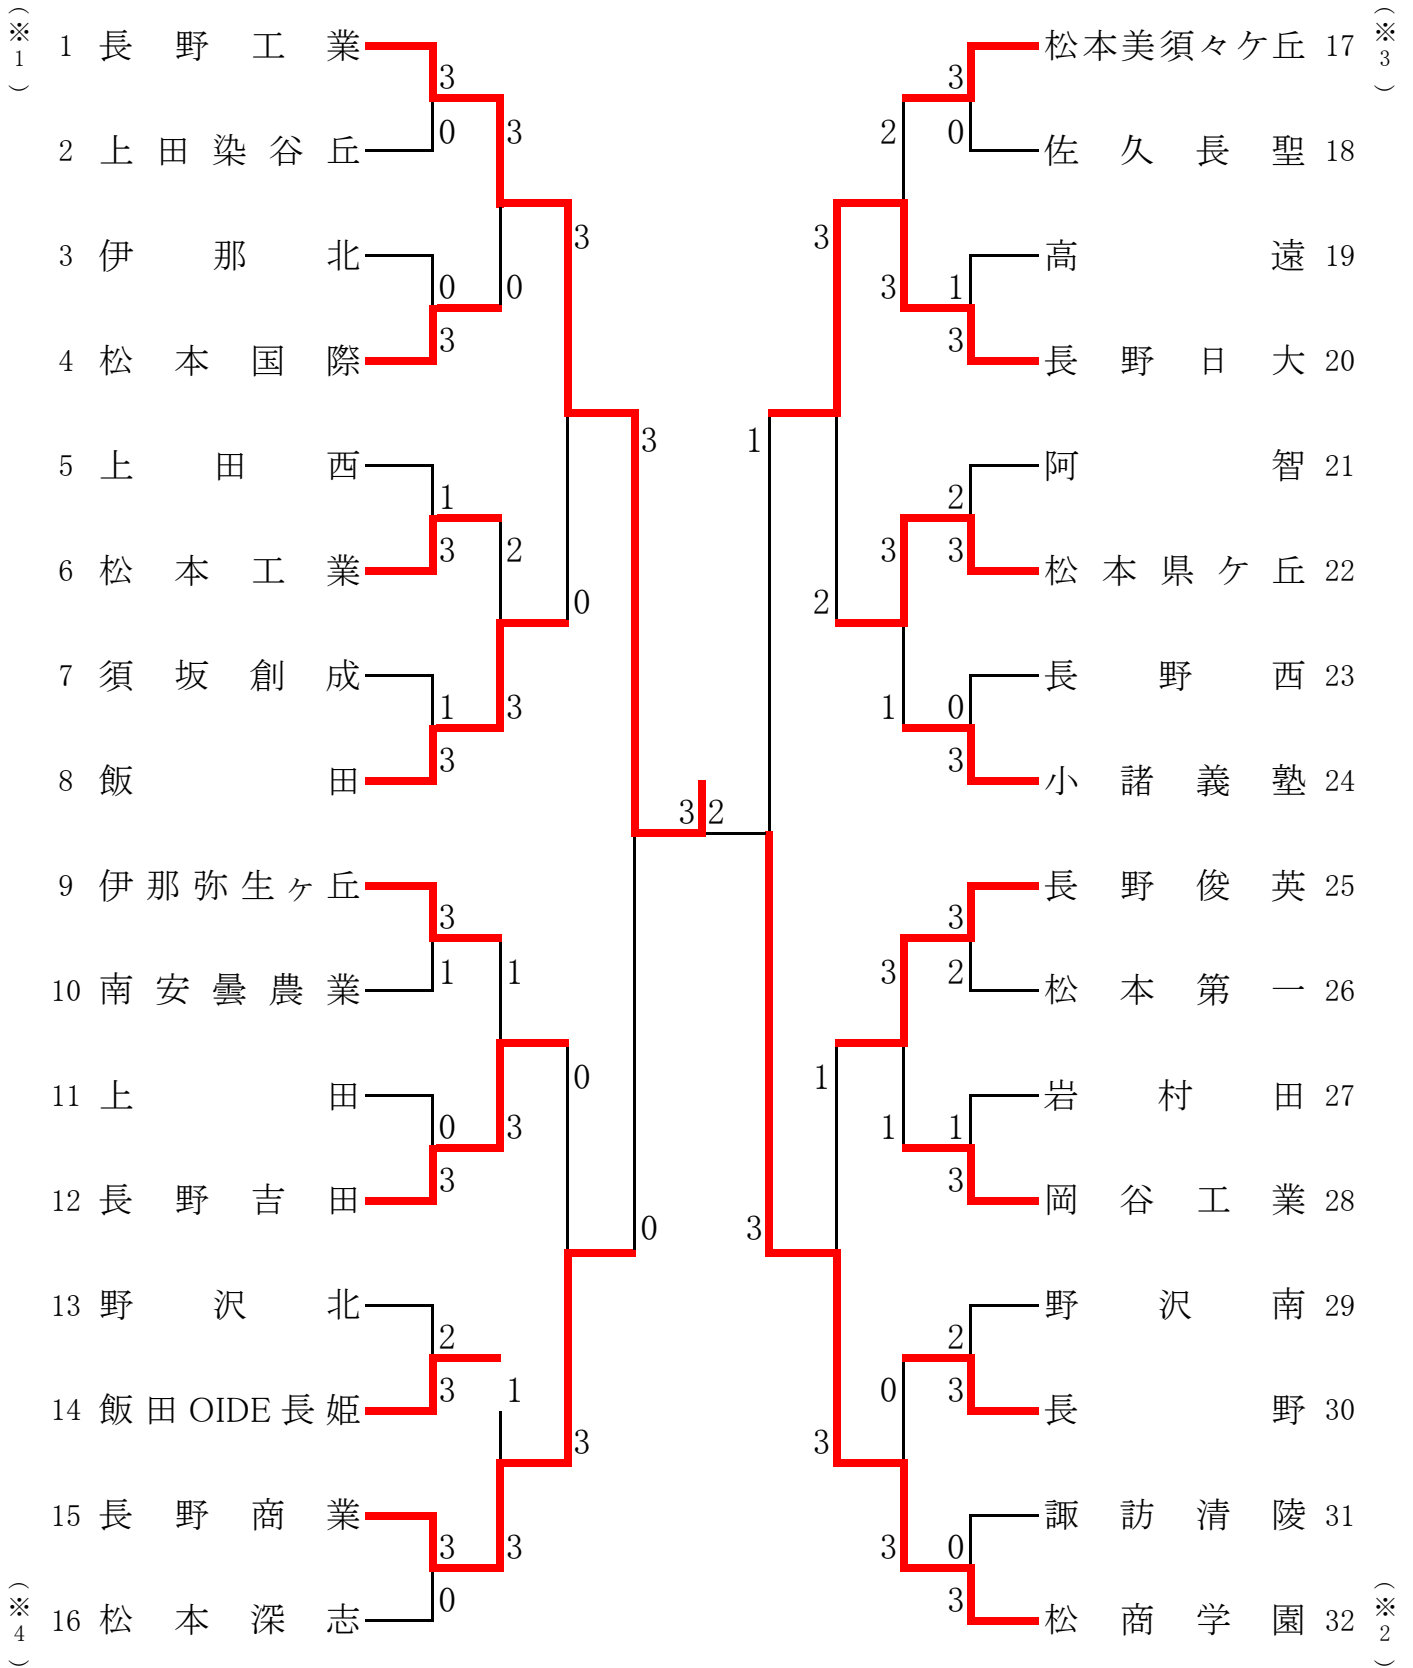 （※1）
1 長野工業
2 上田染谷丘
3 伊那北
4 松本国際
5 上田西
6 松本工業
7 須坂創成
8 飯田
9 伊那弥生ヶ丘
10 南安曇農業
11 上田
12 長野吉田
13 野沢北
14 飯田OIDE長姫
15 長野商業
16 松本深志
（※4）
3
0
0
3
1
3
1
3
3
1
0
3
2
3
3
0
3
0
2
3
1
3
1
3
3
0
0
3
3
0
3 2
1
3
3
2
1
3
2
3
3
1
3
1
0
3
3
0
1
3
2
3
0
3
3
2
1
3
2
3
0
3
（※3）
松本美須々ケ丘 17
佐久長聖 18
高遠 19
長野日大 20
阿智 21
松本県ケ丘 22
長野西 23
小諸義塾 24
長野俊英 25
松本第一 26
岩村田 27
岡谷工業 28
野沢南 29
長野 30
諏訪清陵 31
松商学園 32
（※2）